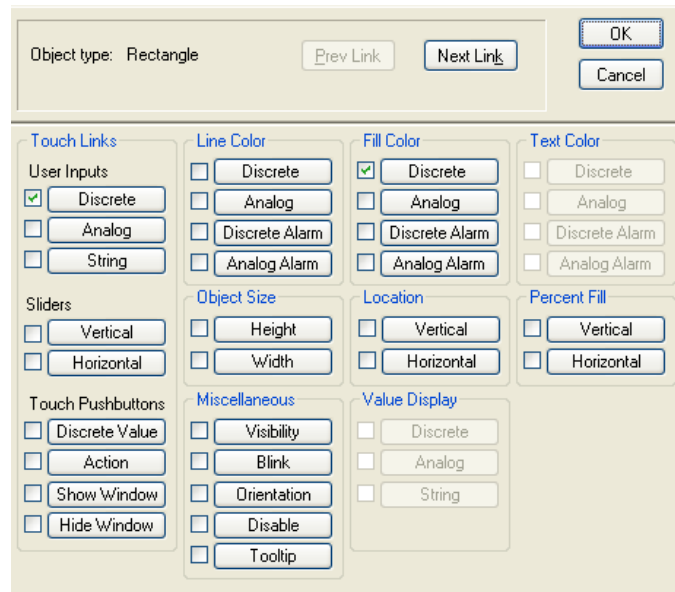 OK
Object type: Rectangle
Prev Link
Next Link
Cancel
Touch Links
User Inputs
Discrete
Analog
String
Sliders
Vertical
Horizontal
Touch Pushbuttons
Discrete Value
Action
Show Window
Hide Window
Line Color
Discrete
Analog
Discrete Alarm
Analog Alarm
Object Size
Height
Width
Miscellaneous
Visibility
Blink
Orientation
Disable
Tooltip
Fill Color
Discrete
Analog
Discrete Alarm
Analog Alarm
Location
Vertical
Horizontal
Value Display
Discrete
Analog
String
Text Color
Discrete
Analog
Discrete Alarm
Analog Alarm
Percent Fill
Vertical
Horizontal